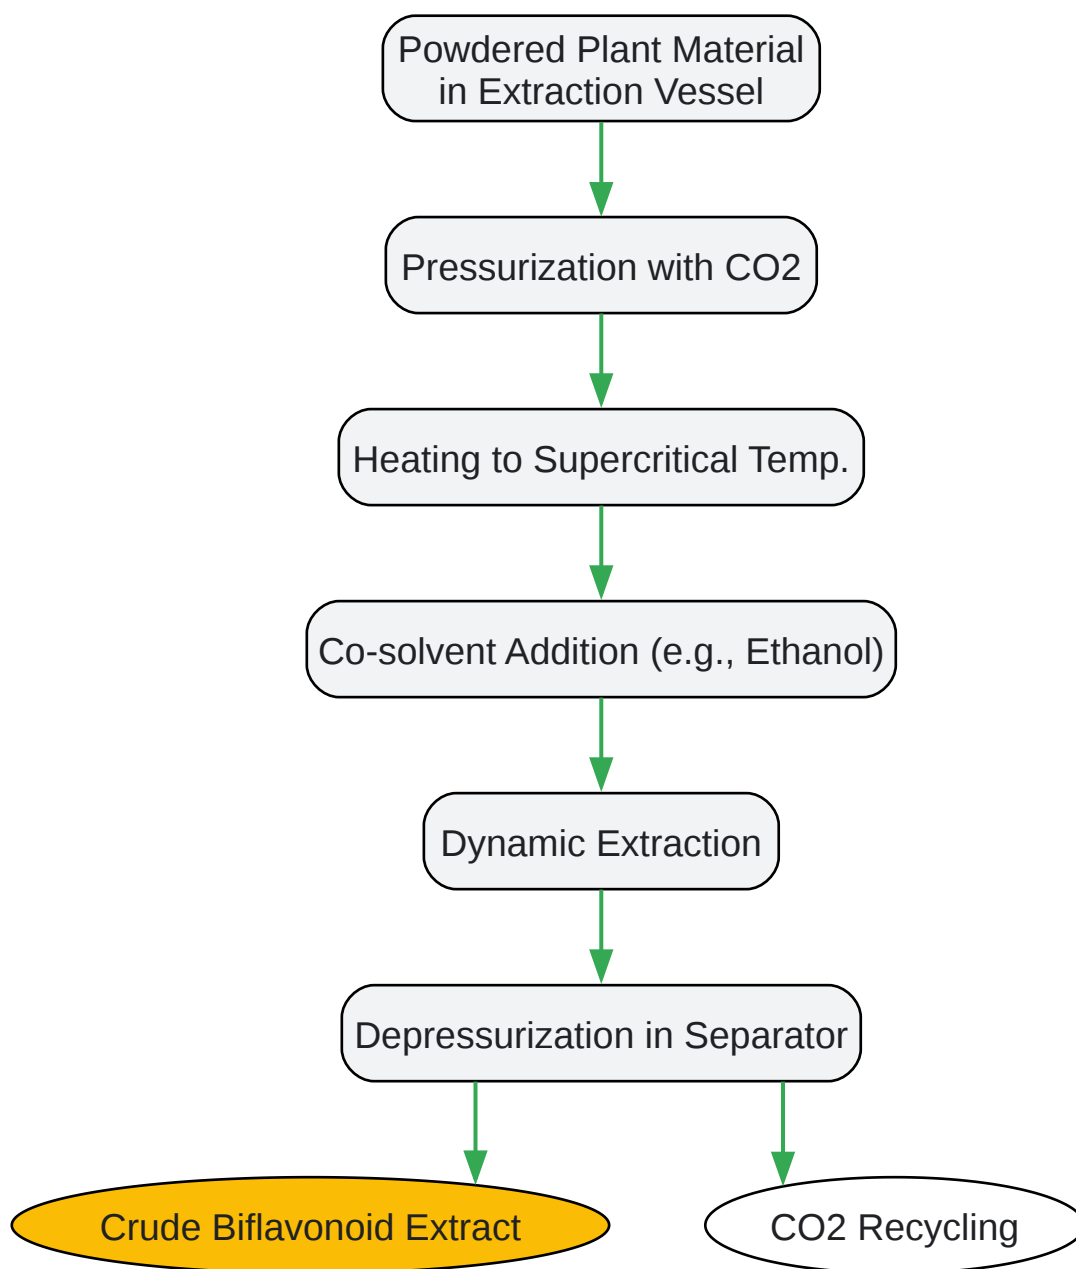 Powdered Plant Material
in Extraction Vessel
Pressurization with CO2
Heating to Supercritical Temp.
Co-solvent Addition (e.g., Ethanol)
Dynamic Extraction
Depressurization in Separator
Crude Biflavonoid Extract
CO2 Recycling